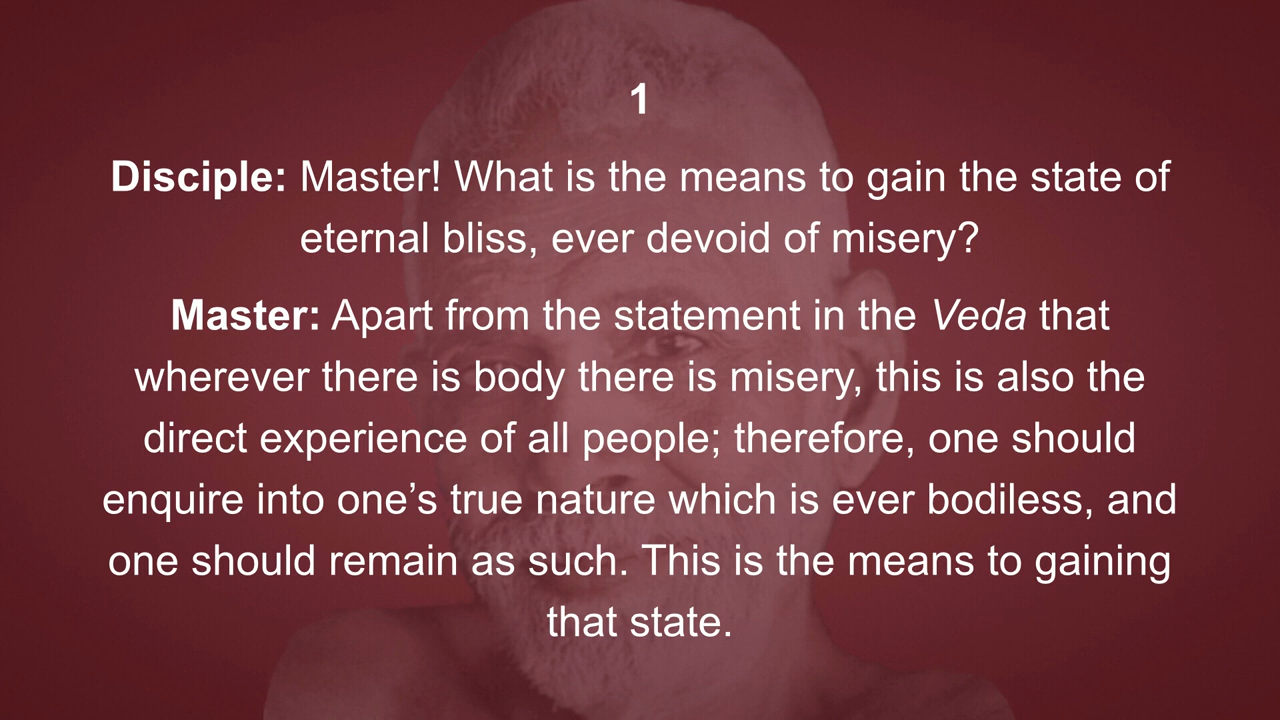 1
Disciple: Master! What is the means to gain the state of
eternal bliss, ever devoid of misery?
Master: Apart from the statement in the Veda that
wherever there is body there is misery, this is also the
direct experience of all people; therefore, one should
enquire into one’s true nature which is ever bodiless, and
one should remain as such. This is the means to gaining
that state.